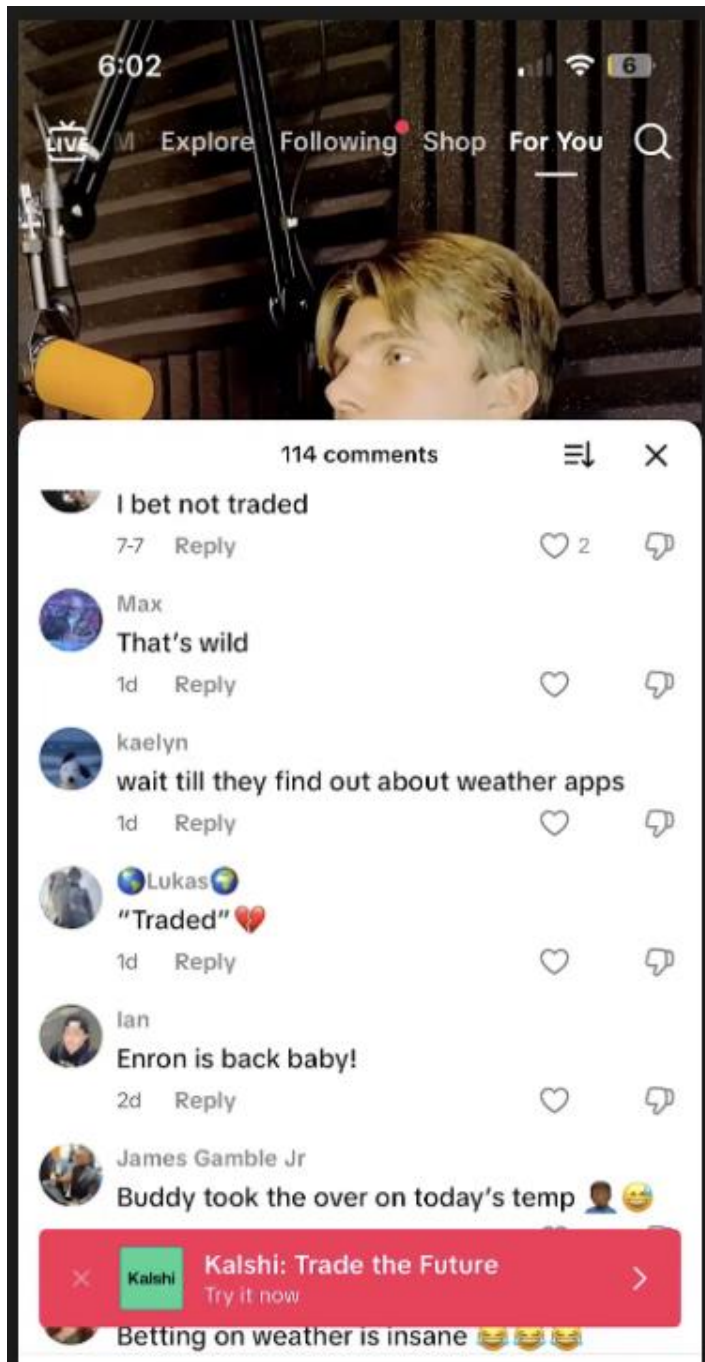 6:02
6
LIVE
Explore
Following
Shop
For You
114 comments
I bet not traded
7-7 Reply 2
Max
That's wild
1d Reply
kaelyn
wait till they find out about weather apps
1d Reply
🌎Lukas🌍
“Traded”💔
1d Reply
Ian
Enron is back baby!
2d Reply
James Gamble Jr
Buddy took the over on today's temp 🤦🏾‍♂️😅
Kalshi
Kalshi: Trade the Future
Try it now
Betting on weather is insane 😂😂😂